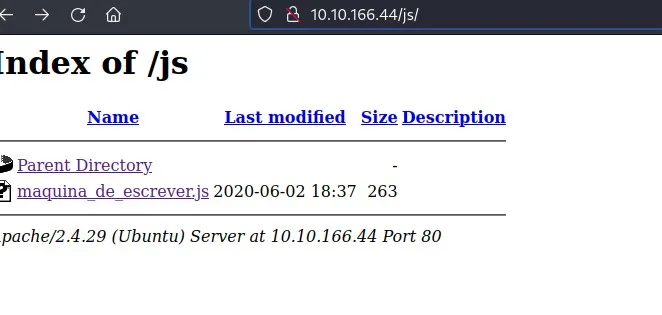 10.10.166.44/js/
Index of /js
Name Last modified Size Description
Parent Directory -
maquina_de_escrever.js 2020-06-02 18:37 263
pache/2.4.29 (Ubuntu) Server at 10.10.166.44 Port 80